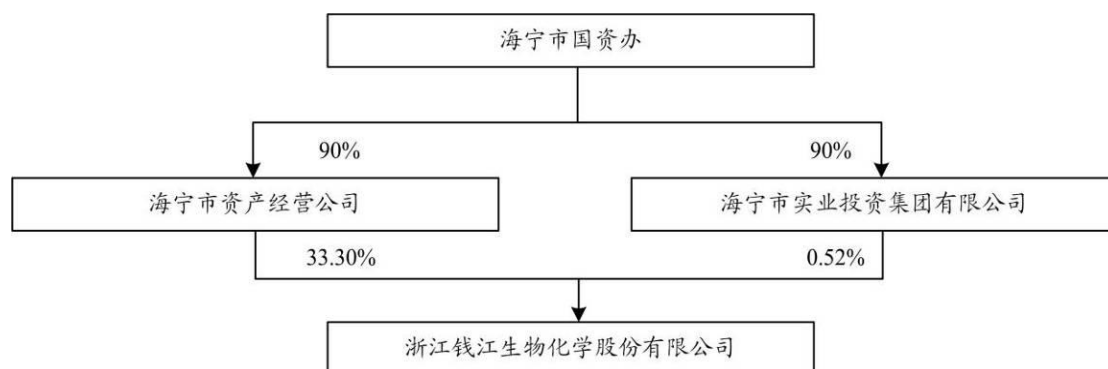 海宁市国资办
90%
90%
海宁市资产经营公司
海宁市实业投资集团有限公司
33.30%
0.52%
浙江钱江生物化学股份有限公司